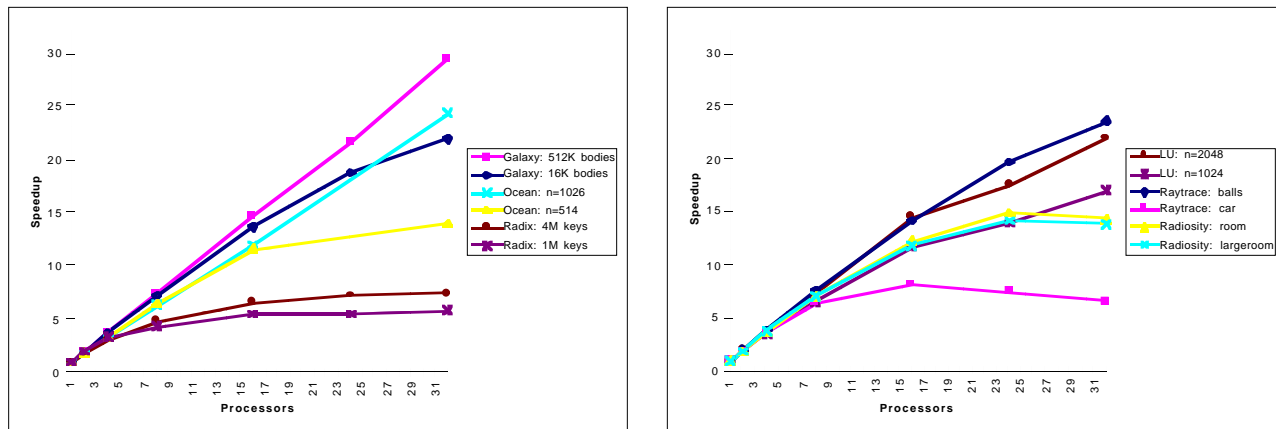 30
25
20
15
10
5
0
Speedup
1 3 5 7 9 11 13 15 17 19 21 23 25 27 29 31
Processors
Galaxy: 512K bodies
Galaxy: 16K bodies
Ocean: n=1026
Ocean: n=514
Radix: 4M keys
Radix: 1M keys
30
25
20
15
10
5
0
Speedup
1 3 5 7 9 11 13 15 17 19 21 23 25 27 29 31
Processors
LU: n=2048
LU: n=1024
Raytrace: balls
Raytrace: car
Radiosity: room
Radiosity: largeroom